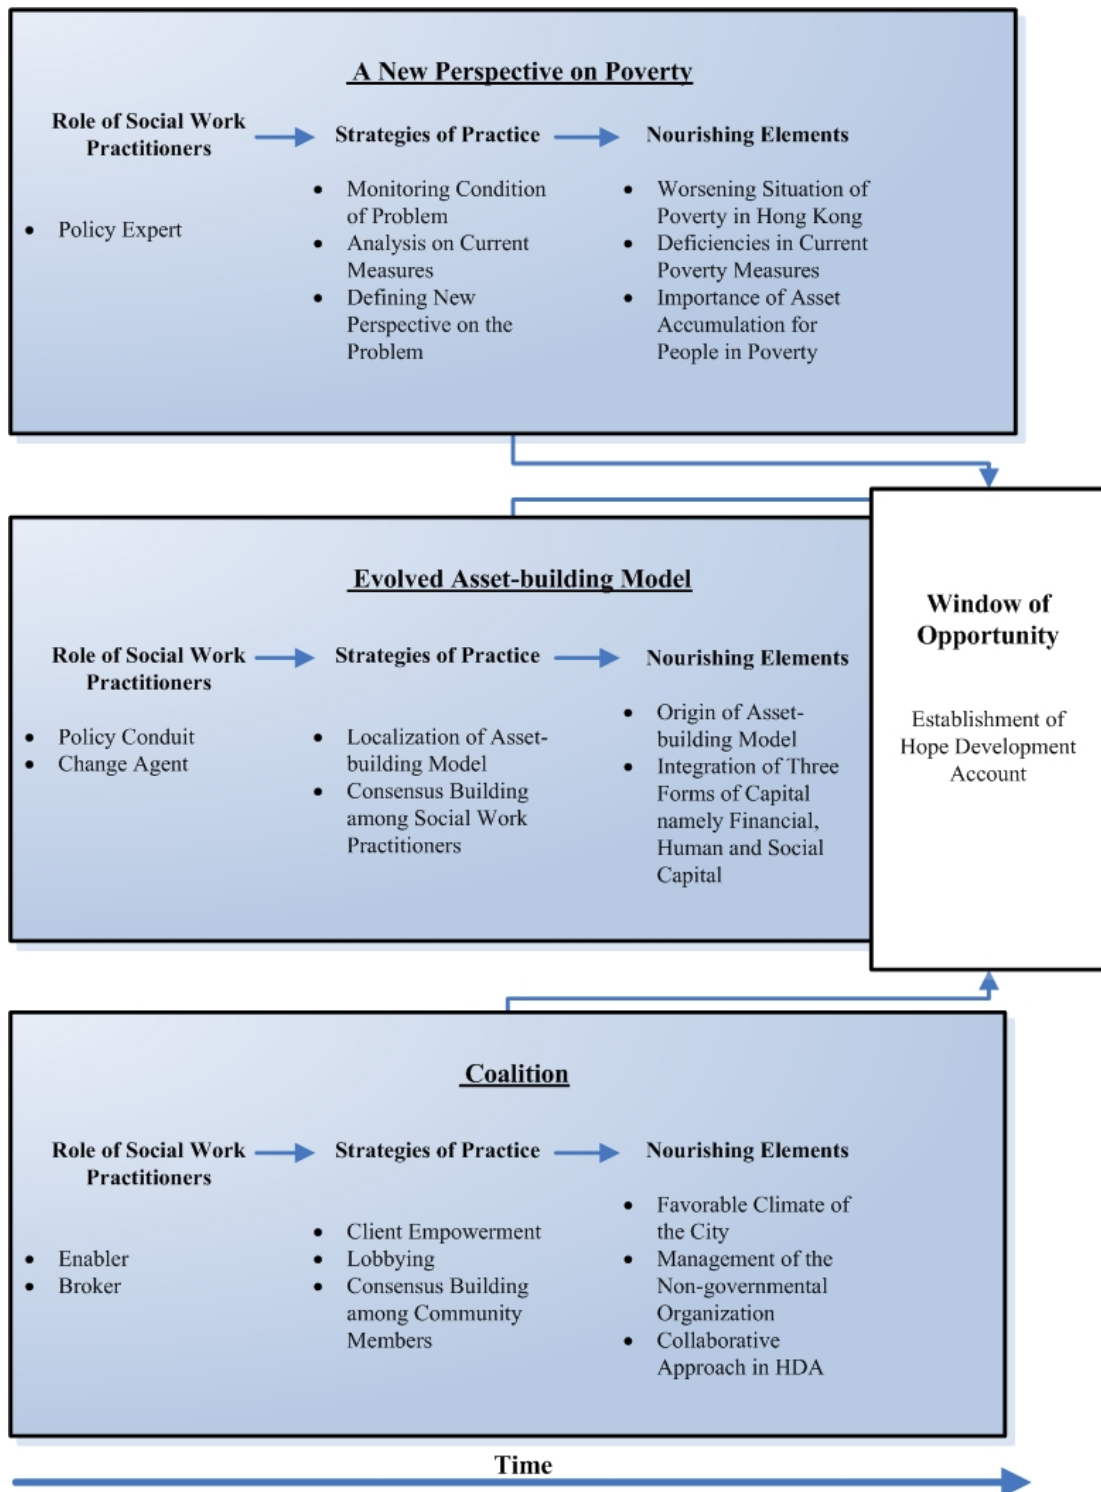 A New Perspective on Poverty
Role of Social Work
Practitioners
• Policy Expert
Strategies of Practice
• Monitoring Condition
of Problem
• Analysis on Current
Measures
• Defining New
Perspective on the
Problem
Nourishing Elements
• Worsening Situation of
Poverty in Hong Kong
• Deficiencies in Current
Poverty Measures
• Importance of Asset
Accumulation for
People in Poverty
Evolved Asset-building Model
Role of Social Work
Practitioners
• Policy Conduit
• Change Agent
Strategies of Practice
• Localization of Asset-
building Model
• Consensus Building
among Social Work
Practitioners
Nourishing Elements
• Origin of Asset-
building Model
• Integration of Three
Forms of Capital
namely Financial,
Human and Social
Capital
Window of
Opportunity
Establishment of
Hope Development
Account
Coalition
Role of Social Work
Practitioners
• Enabler
• Broker
Strategies of Practice
• Client Empowerment
• Lobbying
• Consensus Building
among Community
Members
Nourishing Elements
• Favorable Climate of
the City
• Management of the
Non-governmental
Organization
• Collaborative
Approach in HDA
Time